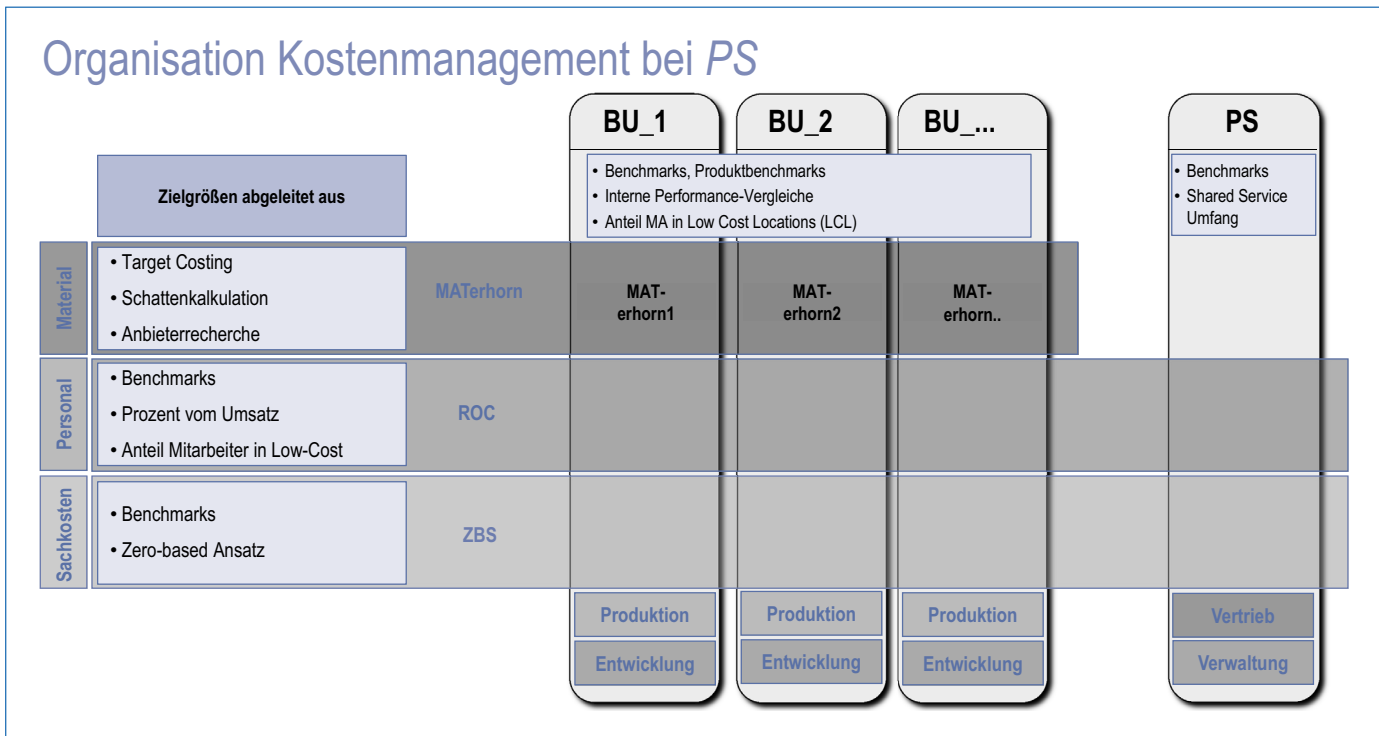 Organisation Kostenmanagement bei PS
BU_1
BU_2
BU_...
PS
Zielgrößen abgeleitet aus
• Benchmarks, Produktbenchmarks
• Interne Performance-Vergleiche
• Anteil MA in Low Cost Locations (LCL)
• Benchmarks
• Shared Service
Umfang
Material
• Target Costing
• Schattenkalkulation
• Anbieterrecherche
MATerhorn
MAT-
erhorn1
MAT-
erhorn2
MAT-
erhorn..
Personal
• Benchmarks
• Prozent vom Umsatz
• Anteil Mitarbeiter in Low-Cost
ROC
Sachkosten
• Benchmarks
• Zero-based Ansatz
ZBS
Produktion
Produktion
Produktion
Vertrieb
Entwicklung
Entwicklung
Entwicklung
Verwaltung